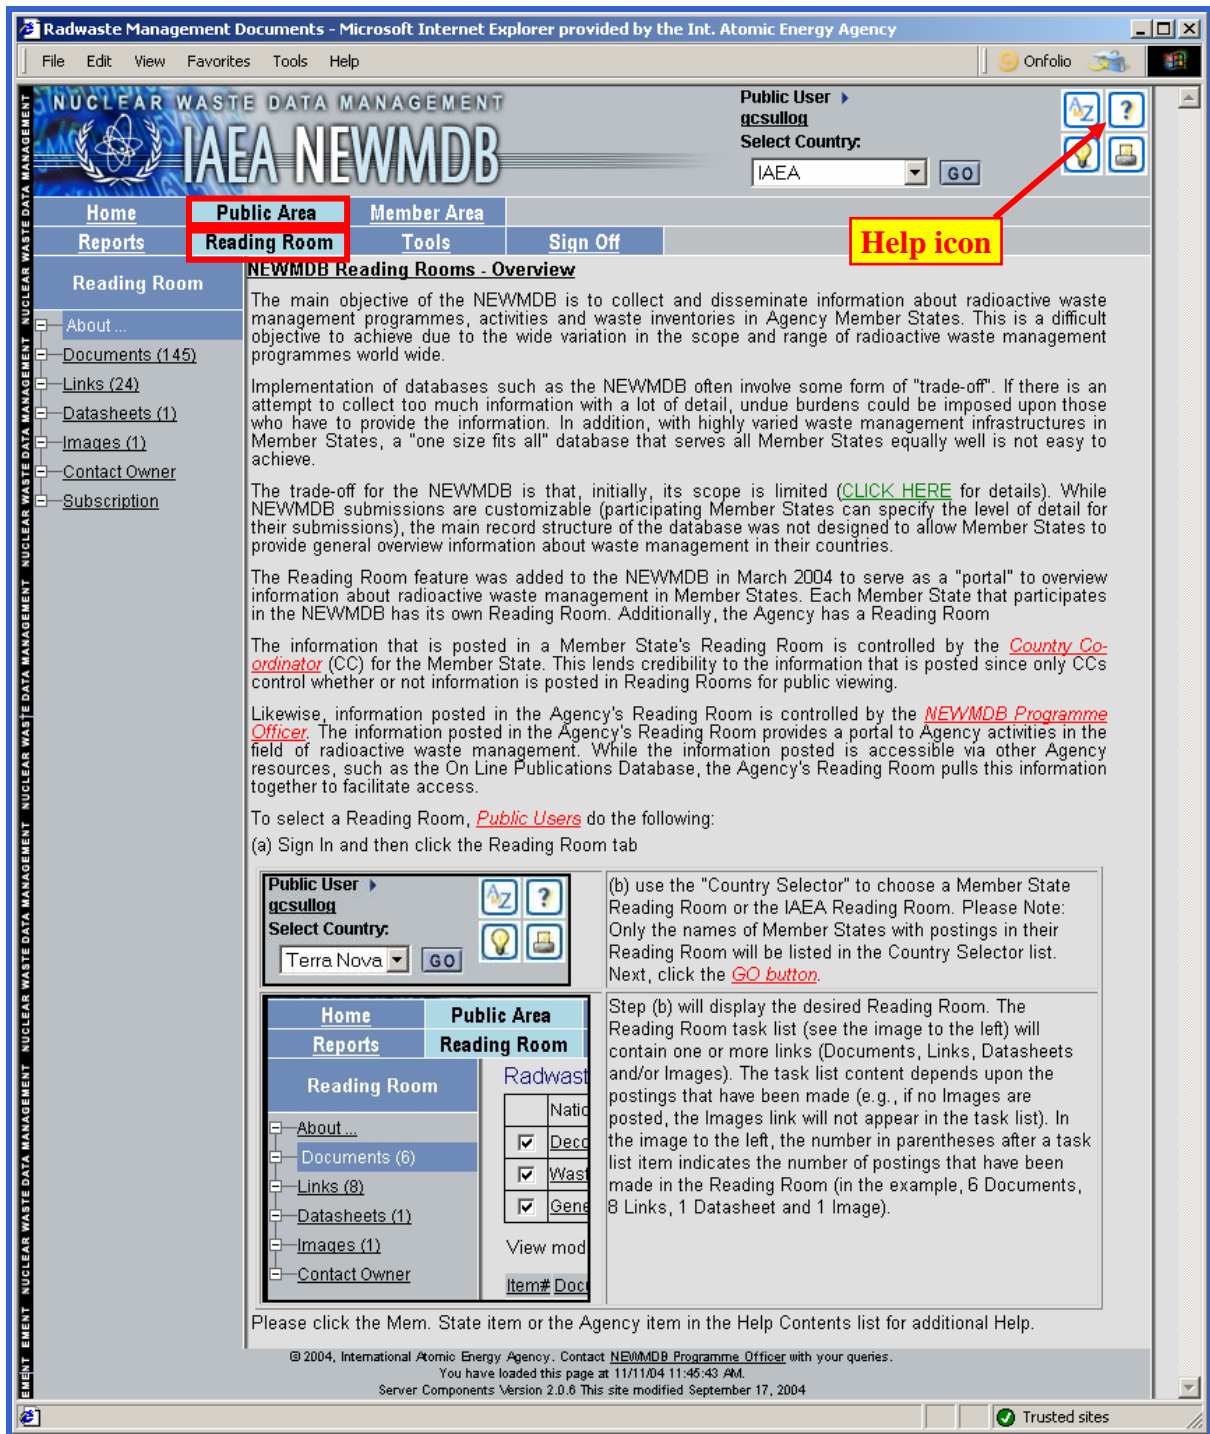 Radwaste Management Documents - Microsoft Internet Explorer provided by the Int. Atomic Energy Agency
File Edit View Favorites Tools Help
Onfolio
NUCLEAR WASTE DATA MANAGEMENT
IAEA NEWMDB
Public User
gcsullog
Select Country:
IAEA
GO
AZ
?
Help icon
Home Public Area Member Area
Reports Reading Room Tools Sign Off
Reading Room
About ...
Documents (145)
Links (24)
Datasheets (1)
Images (1)
Contact Owner
Subscription
NEWMDB Reading Rooms - Overview
The main objective of the NEWMDB is to collect and disseminate information about radioactive waste
management programmes, activities and waste inventories in Agency Member States. This is a difficult
objective to achieve due to the wide variation in the scope and range of radioactive waste management
programmes world wide.
Implementation of databases such as the NEWMDB often involve some form of "trade-off". If there is an
attempt to collect too much information with a lot of detail, undue burdens could be imposed upon those
who have to provide the information. In addition, with highly varied waste management infrastructures in
Member States, a "one size fits all" database that serves all Member States equally well is not easy to
achieve.
The trade-off for the NEWMDB is that, initially, its scope is limited (CLICK HERE for details). While
NEWMDB submissions are customizable (participating Member States can specify the level of detail for
their submissions), the main record structure of the database was not designed to allow Member States to
provide general overview information about waste management in their countries.
The Reading Room feature was added to the NEWMDB in March 2004 to serve as a "portal" to overview
information about radioactive waste management in Member States. Each Member State that participates
in the NEWMDB has its own Reading Room. Additionally, the Agency has a Reading Room
The information that is posted in a Member State's Reading Room is controlled by the Country Co-
ordinator (CC) for the Member State. This lends credibility to the information that is posted since only CCs
control whether or not information is posted in Reading Rooms for public viewing.
Likewise, information posted in the Agency's Reading Room is controlled by the NEWMDB Programme
Officer. The information posted in the Agency's Reading Room provides a portal to Agency activities in the
field of radioactive waste management. While the information posted is accessible via other Agency
resources, such as the On Line Publications Database, the Agency's Reading Room pulls this information
together to facilitate access.
To select a Reading Room, Public Users do the following:
(a) Sign In and then click the Reading Room tab
Public User
gcsullog
Select Country:
Terra Nova
GO
AZ
?
(b) use the "Country Selector" to choose a Member State
Reading Room or the IAEA Reading Room. Please Note:
Only the names of Member States with postings in their
Reading Room will be listed in the Country Selector list.
Next, click the GO button.
Home Public Area
Reports Reading Room
Reading Room
About ...
Documents (6)
Links (8)
Datasheets (1)
Images (1)
Contact Owner
Radwast
Natio
Deco
Wast
Gene
View mod
Item# Docu
Step (b) will display the desired Reading Room. The
Reading Room task list (see the image to the left) will
contain one or more links (Documents, Links, Datasheets
and/or Images). The task list content depends upon the
postings that have been made (e.g., if no Images are
posted, the Images link will not appear in the task list). In
the image to the left, the number in parentheses after a task
list item indicates the number of postings that have been
made in the Reading Room (in the example, 6 Documents,
8 Links, 1 Datasheet and 1 Image).
Please click the Mem. State item or the Agency item in the Help Contents list for additional Help.
© 2004, International Atomic Energy Agency. Contact NEWMDB Programme Officer with your queries.
You have loaded this page at 11/11/04 11:45:43 AM.
Server Components Version 2.0.6 This site modified September 17, 2004
NUCLEAR WASTE DATA MANAGEMENT NUCLEAR WASTE DATA MANAGEMENT NUCLEAR WASTE DATA MANAGEMENT NUCLEAR WASTE DATA MANAGEMENT NUCLEAR WASTE DATA MANAGEMENT EMENT EMENT
Trusted sites